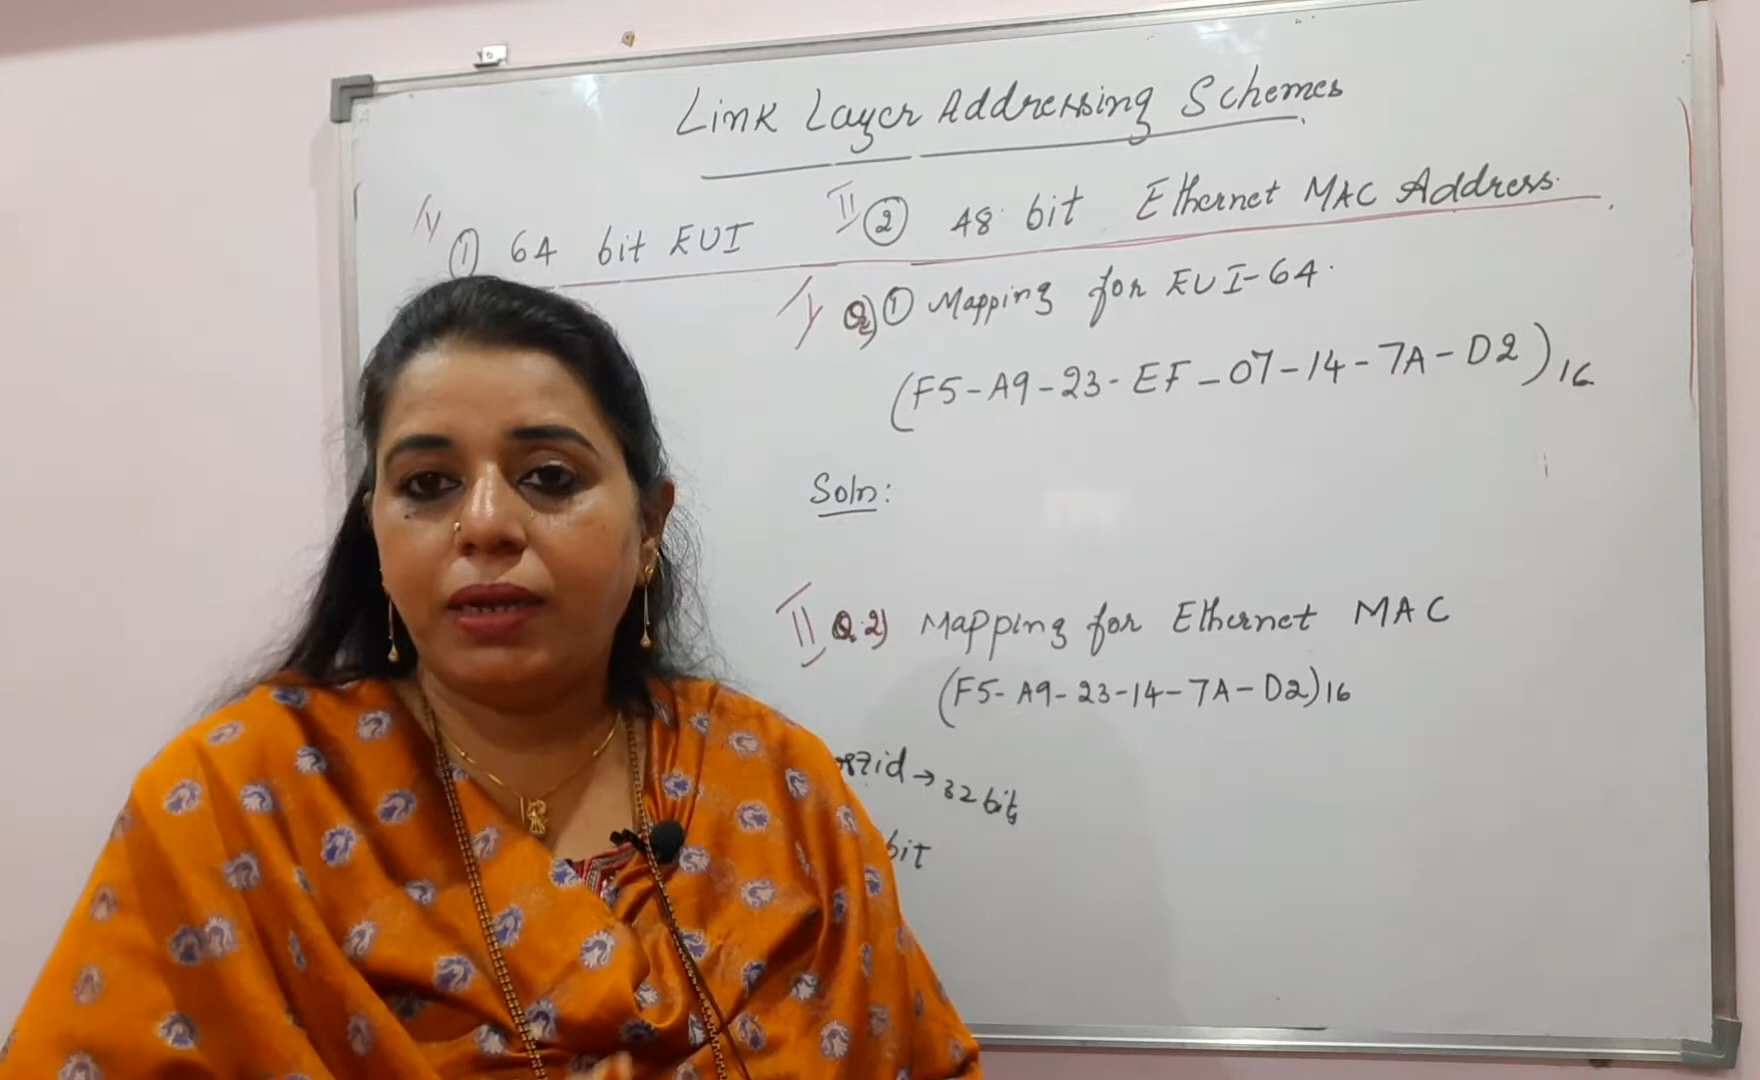 Link Layer Addressing Schemes
I) ① 64 bit EUI II) ② 48 bit Ethernet MAC Address.
I) Q) ① Mapping for EUI-64.
(F5-A9-23-EF-07-14-7A-D2)16
Soln:
II) Q.2) Mapping for Ethernet MAC
(F5-A9-23-14-7A-D2)16
→ 32 bits
bit